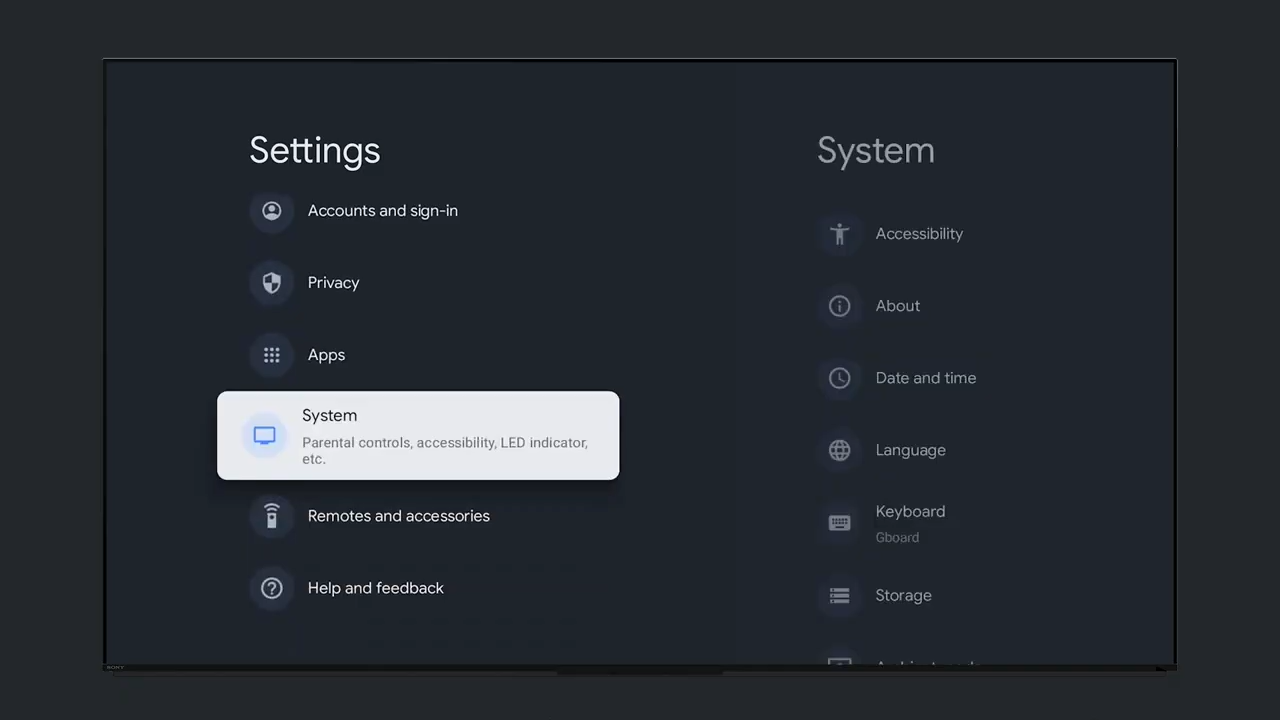 Settings
Accounts and sign-in
Privacy
Apps
System
Parental controls, accessibility, LED indicator,
etc.
Remotes and accessories
Help and feedback
System
Accessibility
About
Date and time
Language
Keyboard
Gboard
Storage
SONY